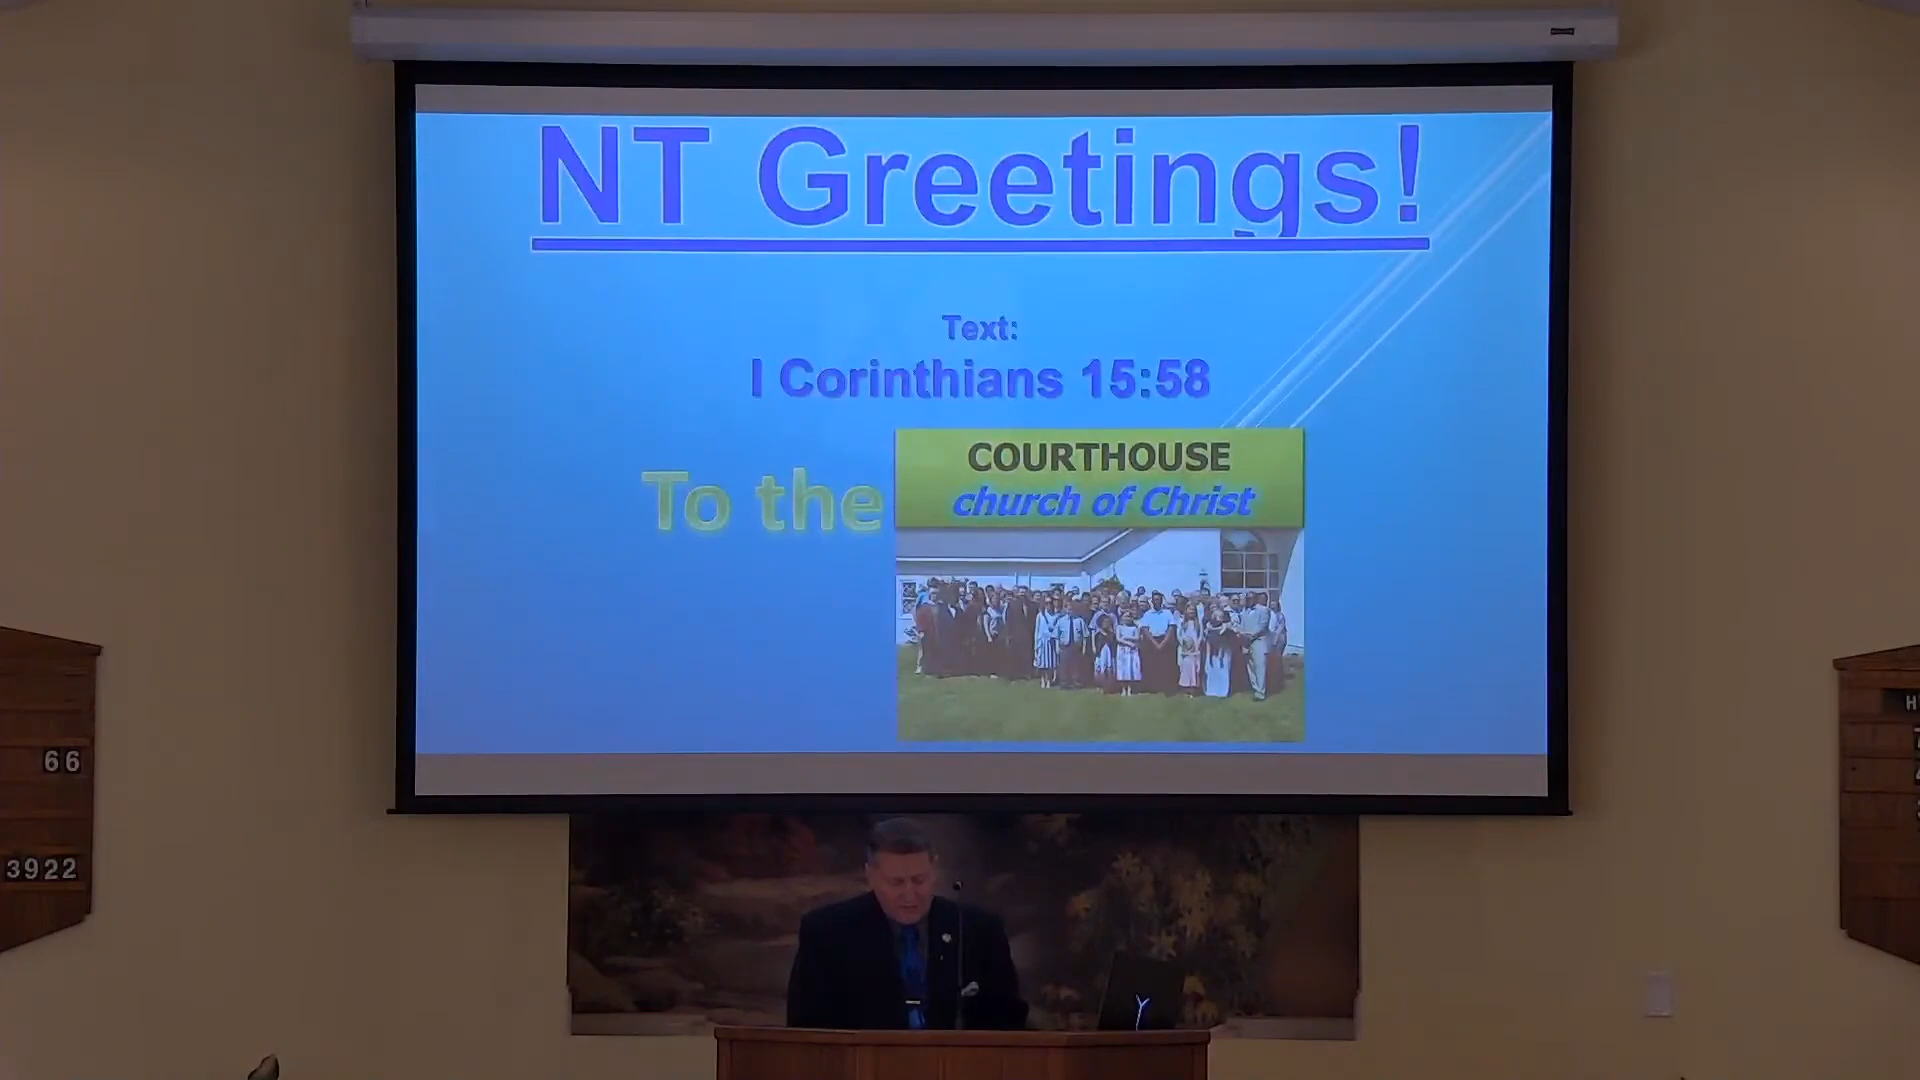 NT Greetings!
Text:
I Corinthians 15:58
To the
COURTHOUSE
church of Christ
66
3922
H